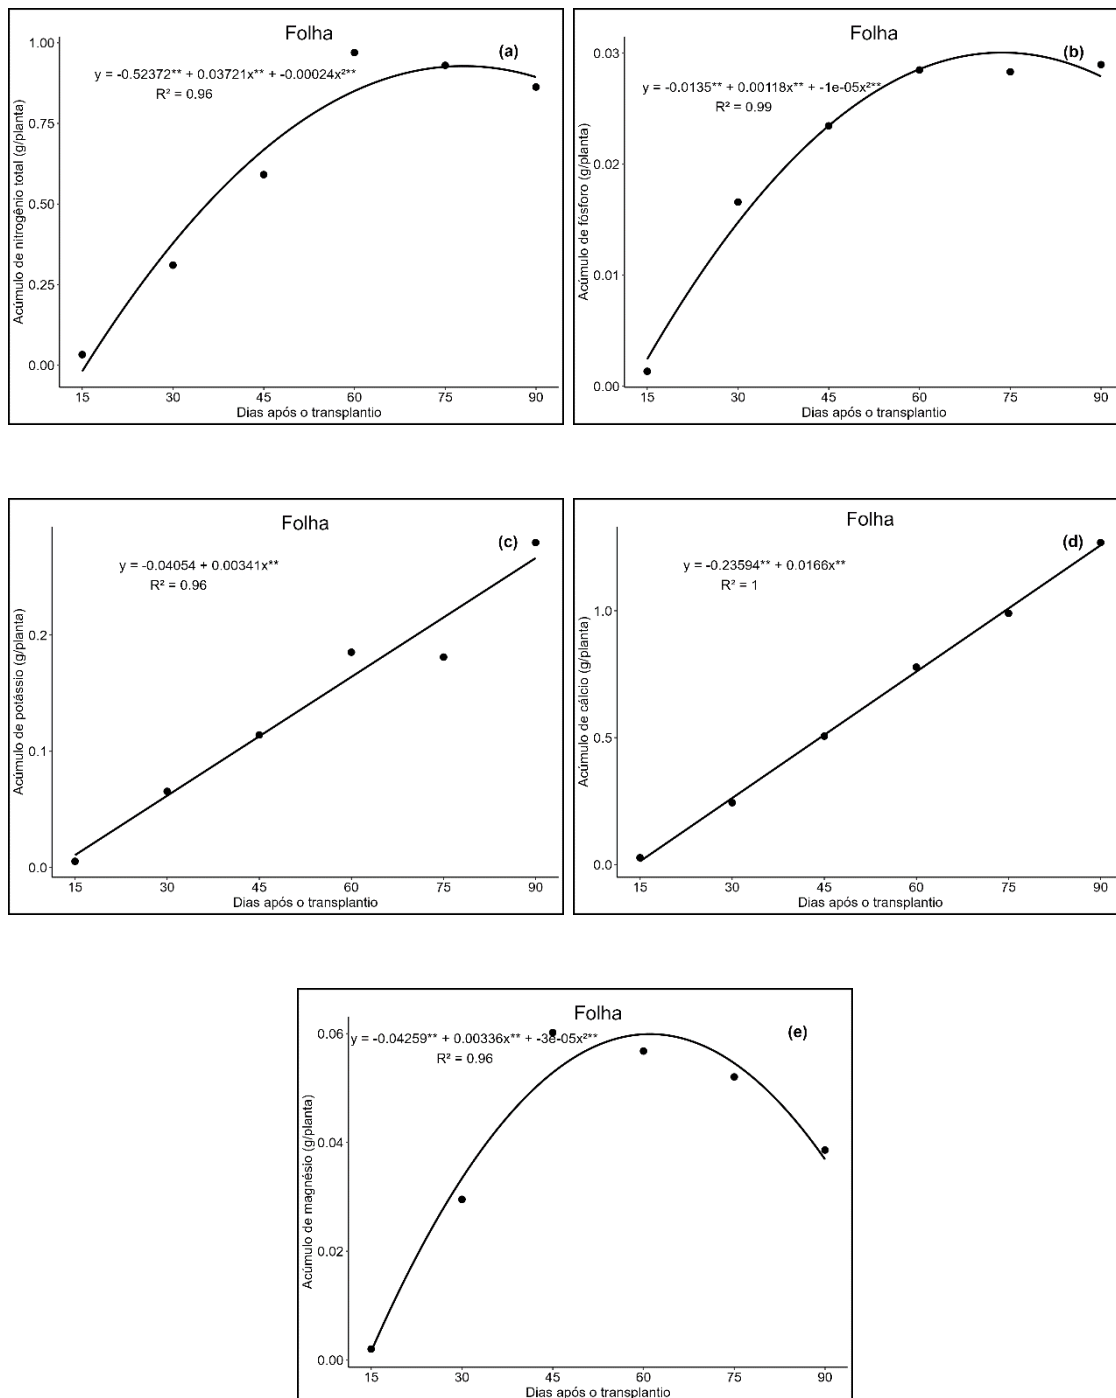 Folha
(a)
y = -0.52372** + 0.03721x** + -0.00024x²**
R² = 0.96
Acúmulo de nitrogênio total (g/planta)
1.00
0.75
0.50
0.25
0.00
15 30 45 60 75 90
Dias após o transplantio
Folha
(b)
y = -0.0135** + 0.00118x** + -1e-05x²**
R² = 0.99
Acúmulo de fósforo (g/planta)
0.03
0.02
0.01
0.00
15 30 45 60 75 90
Dias após o transplantio
Folha
(c)
y = -0.04054 + 0.00341x**
R² = 0.96
Acúmulo de potássio (g/planta)
0.2
0.1
0.0
15 30 45 60 75 90
Dias após o transplantio
Folha
(d)
y = -0.23594** + 0.0166x**
R² = 1
Acúmulo de cálcio (g/planta)
1.0
0.5
0.0
15 30 45 60 75 90
Dias após o transplantio
Folha
(e)
y = -0.04259** + 0.00336x** + -3e-05x²**
R² = 0.96
Acúmulo de magnésio (g/planta)
0.06
0.04
0.02
0.00
15 30 45 60 75 90
Dias após o transplantio